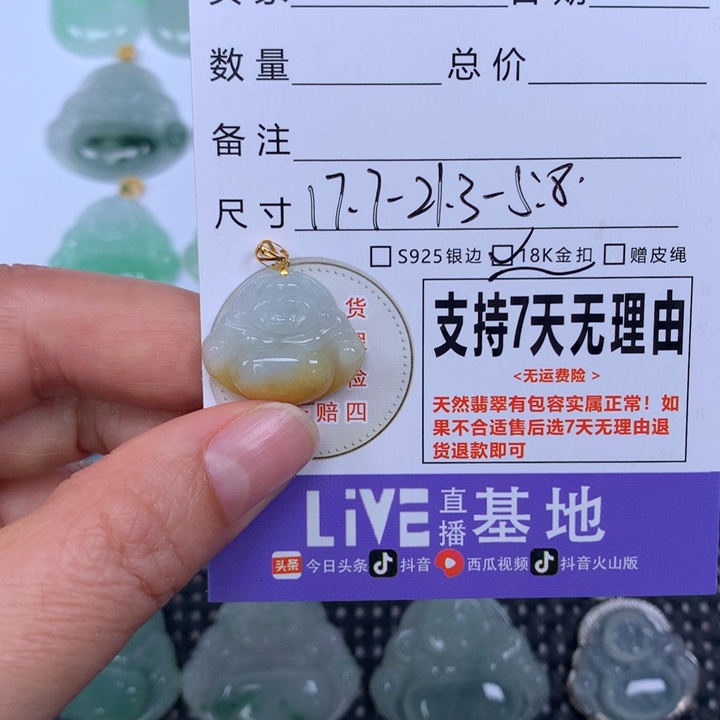 数量 总价
备注
尺寸 17.7-21.3-5.8
S925银边 18K金扣 赠皮绳
支持7天无理由
<无运费险 >
天然翡翠有包容实属正常！如
果不合适售后选7天无理由退
货退款即可
货
险
赔四
LiVE 直播 基地
头条 今日头条 抖音 西瓜视频 抖音火山版